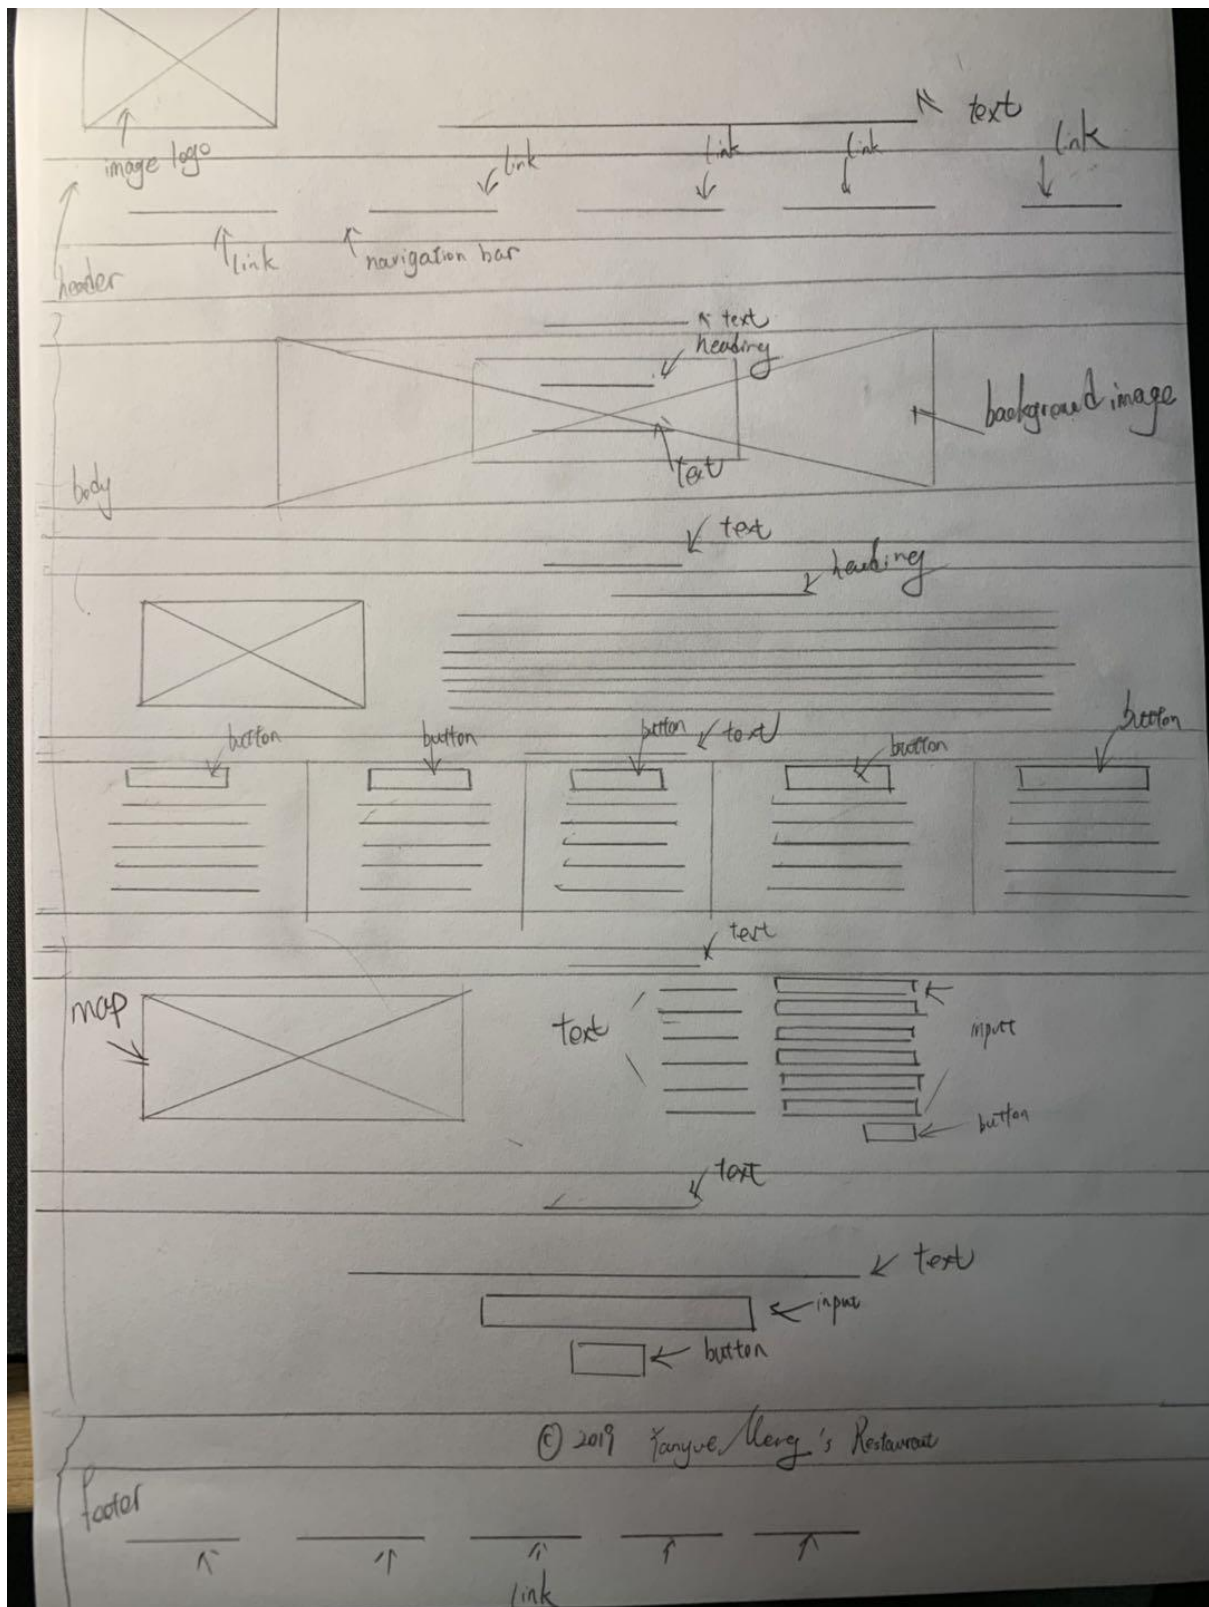 text
image logo
link
link
link
link
header
link
navigation bar
text
heading
background image
text
body
text
heading
button
button
button
text
button
button
text
map
text
inputt
button
text
text
input
button
© 2019 Yanyue Meng's Restaurant
footer
link